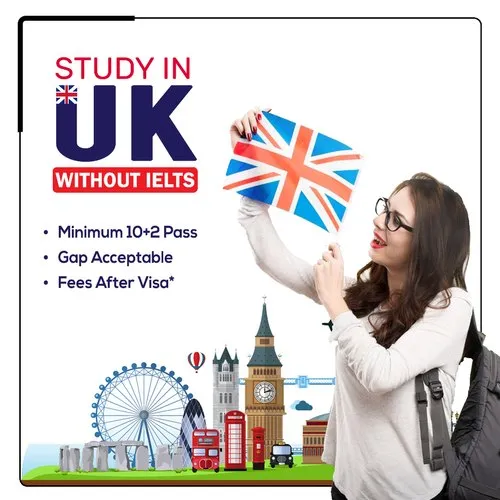 STUDY IN
UK
WITHOUT IELTS
• Minimum 10+2 Pass
• Gap Acceptable
• Fees After Visa*